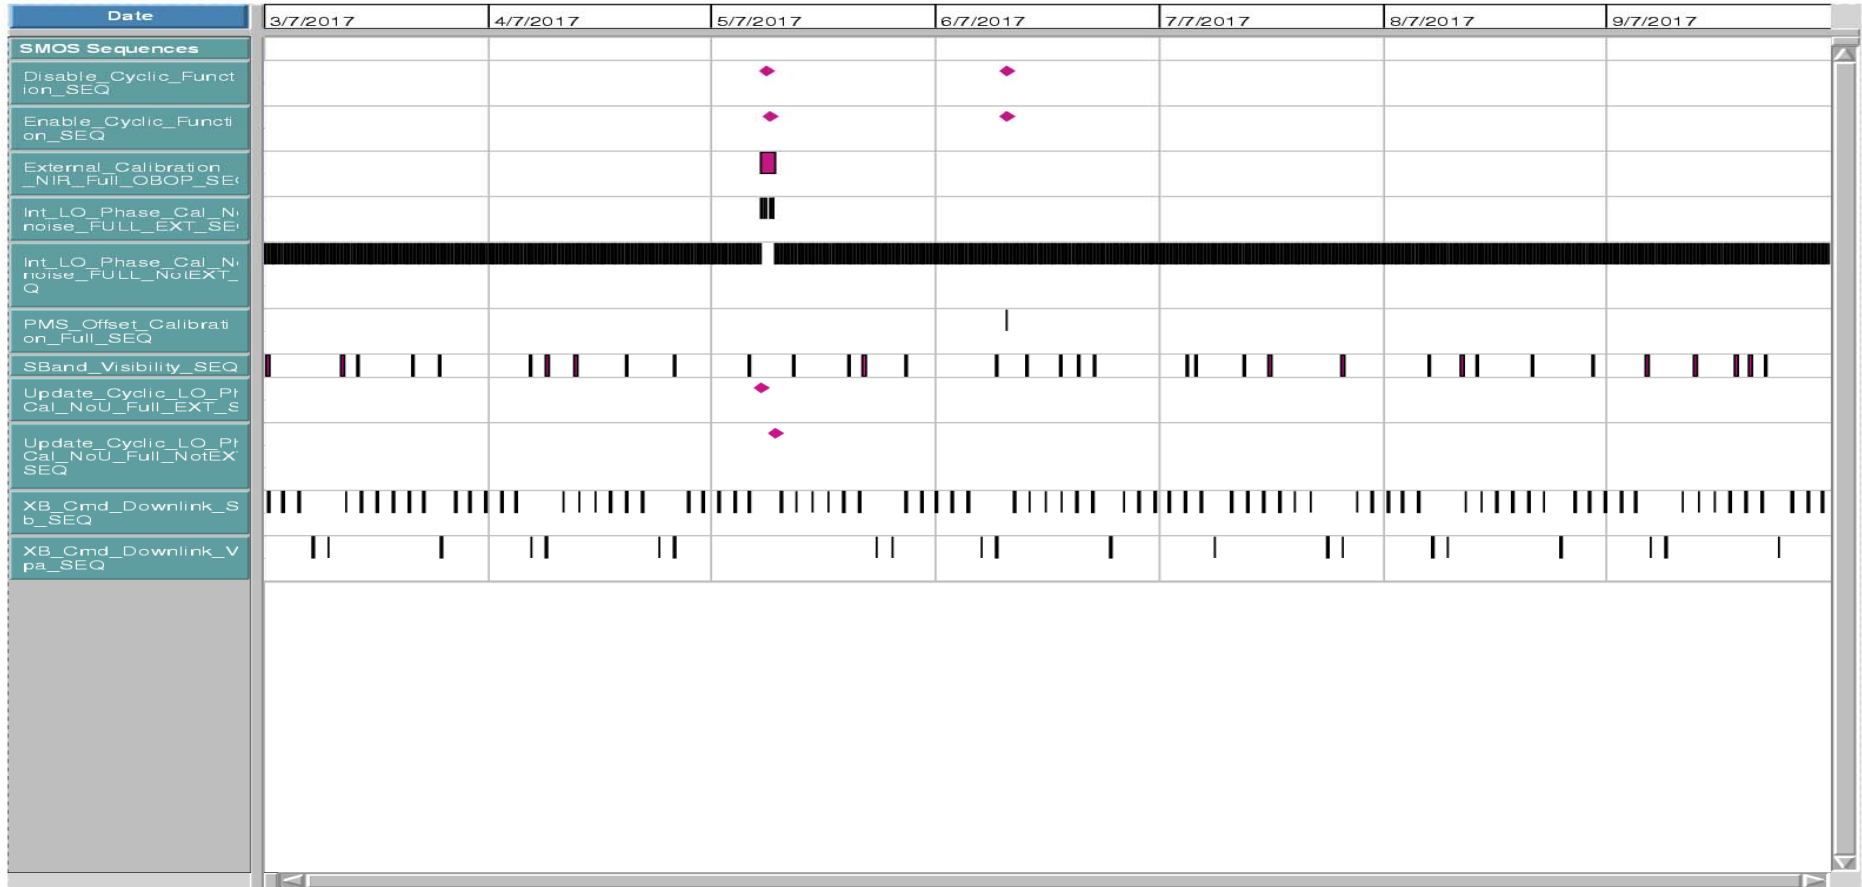 Date
3/7/2017 4/7/2017 5/7/2017 6/7/2017 7/7/2017 8/7/2017 9/7/2017
SMOS Sequences
Disable_Cyclic_Funct
ion_SEQ
Enable_Cyclic_Functi
on_SEQ
External_Calibration
_NIR_Full_OBOP_SE
Int_LO_Phase_Cal_N
noise_FULL_EXT_SE
Int_LO_Phase_Cal_N
noise_FULL_NotEXT_
Q
PMS_Offset_Calibrati
on_Full_SEQ
SBand_Visibility_SEQ
Update_Cyclic_LO_Ph
Cal_NoU_Full_EXT_S
Update_Cyclic_LO_Ph
Cal_NoU_Full_NotEX
SEQ
XB_Cmd_Downlink_S
b_SEQ
XB_Cmd_Downlink_V
pa_SEQ